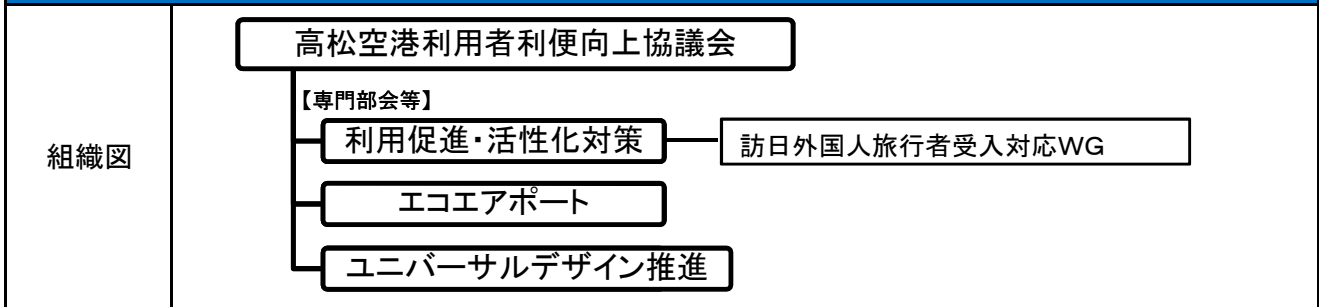 高松空港利用者利便向上協議会
【専門部会等】
組織図
利用促進・活性化対策
訪日外国人旅行者受入対応WG
エコエアポート
ユニバーサルデザイン推進